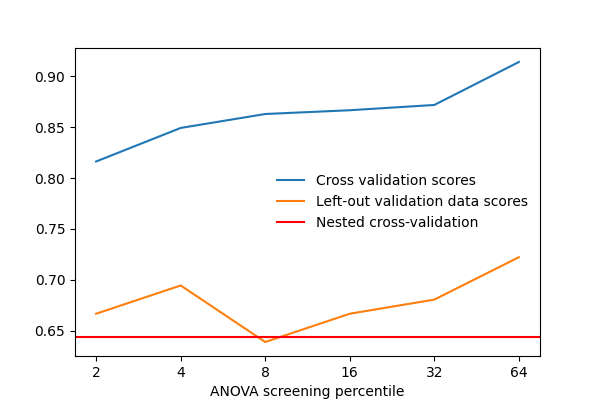 0.90
0.85
0.80
0.75
0.70
0.65
Cross validation scores
Left-out validation data scores
Nested cross-validation
2 4 8 16 32 64
ANOVA screening percentile